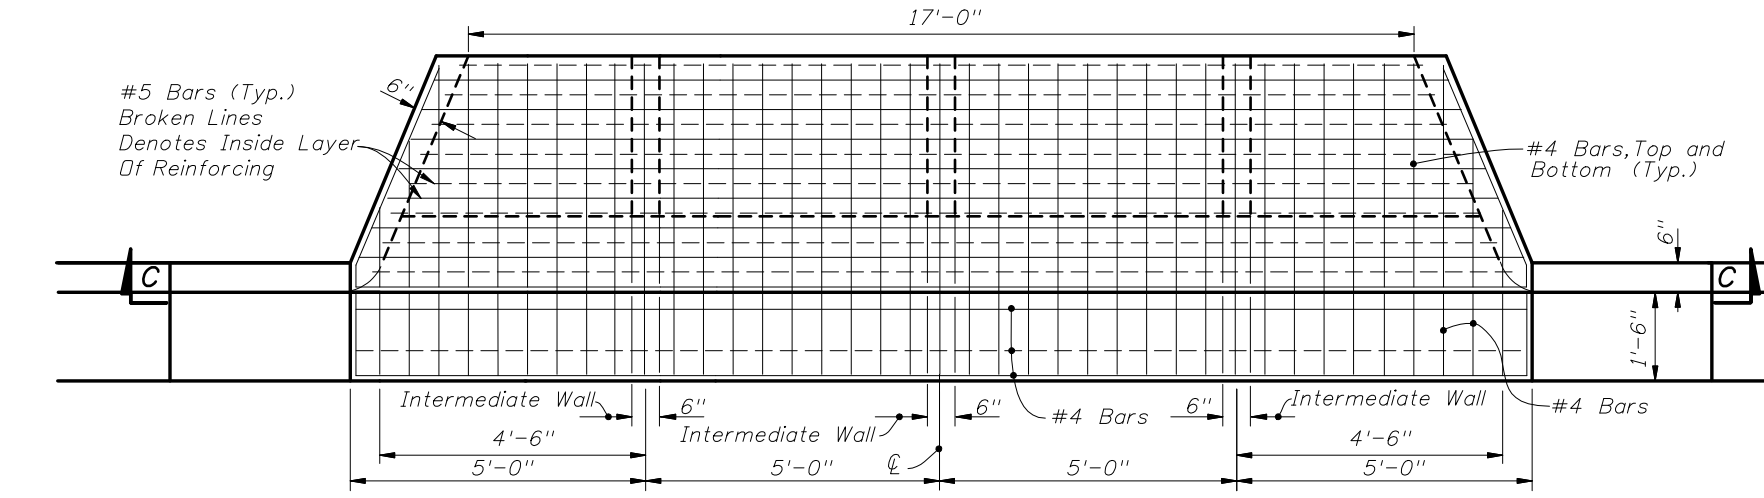 17'-0"
#5 Bars (Typ.)
Broken Lines
Denotes Inside Layer
Of Reinforcing
6"
#4 Bars,Top and
Bottom (Typ.)
6"
C
C
1'-6"
Intermediate Wall
6"
Intermediate Wall
6"
#4 Bars
6"
Intermediate Wall
#4 Bars
4'-6"
℄
4'-6"
5'-0"
5'-0"
5'-0"
5'-0"